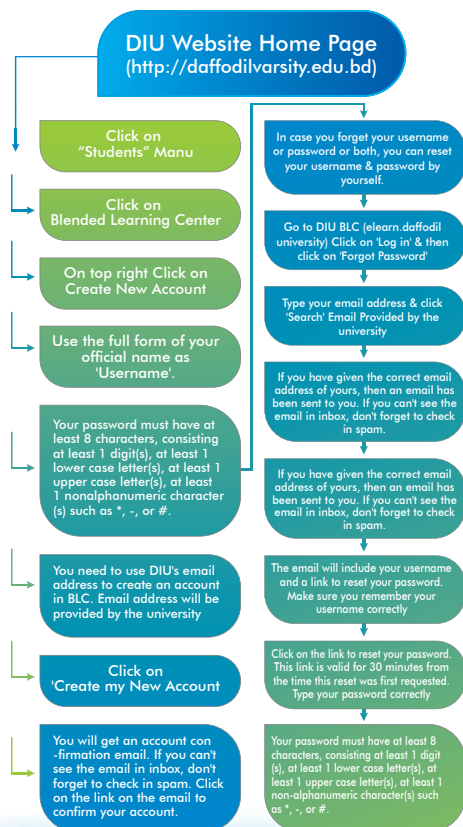 DIU Website Home Page
(http://daffodilvarsity.edu.bd)
Click on
“Students” Manu
Click on
Blended Learning Center
On top right Click on
Create New Account
Use the full form of your
official name as
'Username'.
Your password must have at
least 8 characters, consisting
at least 1 digit(s), at least 1
lower case letter(s), at least 1
upper case letter(s), at least
1 nonalphanumeric character
(s) such as *, -, or #.
You need to use DIU's email
address to create an account
in BLC. Email address will be
provided by the university
Click on
'Create my New Account
You will get an account con
-firmation email. If you can't
see the email in inbox, don't
forget to check in spam. Click
on the link on the email to
confirm your account.
In case you forget your username
or password or both, you can reset
your username & password by
yourself.
Go to DIU BLC (elearn.daffodil
university) Click on 'Log in' & then
click on 'Forgot Password'
Type your email address & click
'Search' Email Provided by the
university
If you have given the correct email
address of yours, then an email has
been sent to you. If you can't see the
email in inbox, don't forget to check
in spam.
If you have given the correct email
address of yours, then an email has
been sent to you. If you can't see the
email in inbox, don't forget to check
in spam.
The email will include your username
and a link to reset your password.
Make sure you remember your
username correctly
Click on the link to reset your password.
This link is valid for 30 minutes from
the time this reset was first requested.
Type your password correctly
Your password must have at least 8
characters, consisting at least 1 digit
(s), at least 1 lower case letter(s), at
least 1 upper case letter(s), at least 1
non-alphanumeric character(s) such
as *, -, or #.